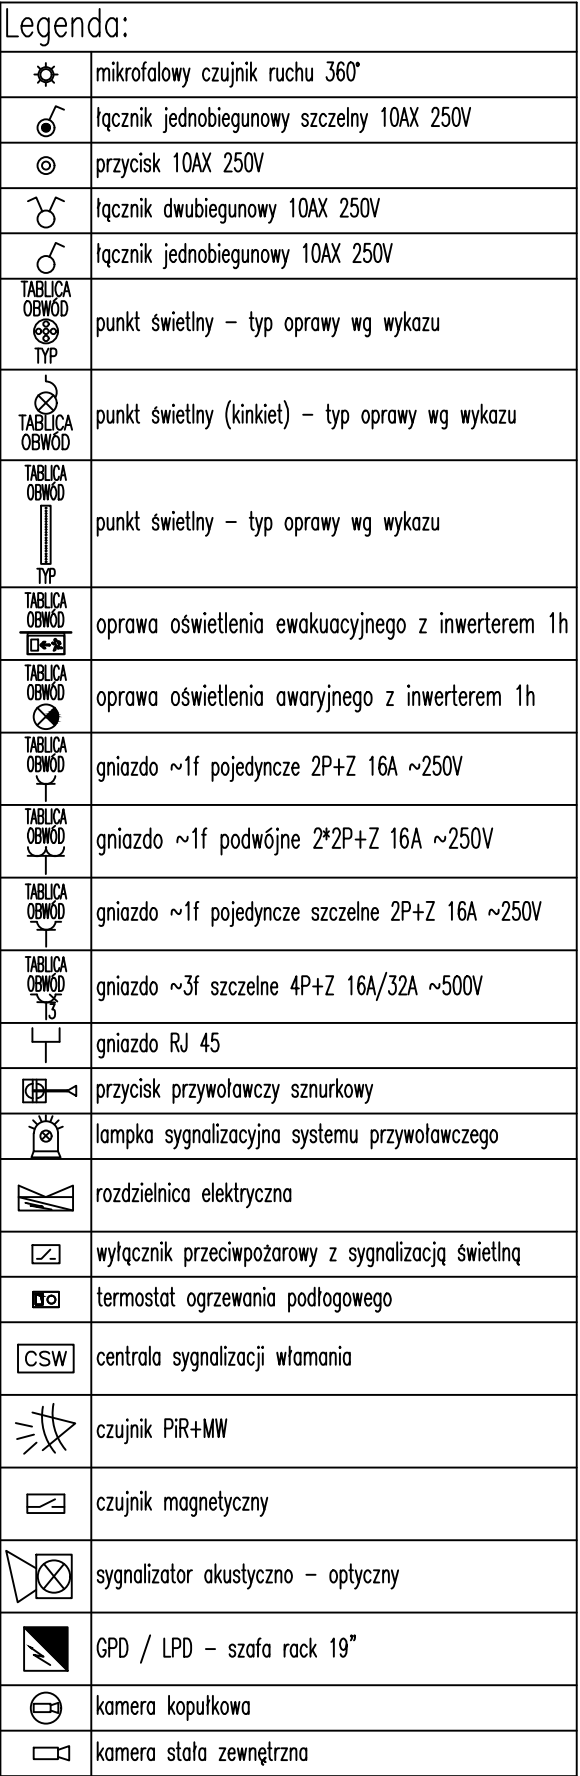 Legenda:
mikrofalowy czujnik ruchu 360°
łącznik jednobiegunowy szczelny 10AX 250V
przycisk 10AX 250V
łącznik dwubiegunowy 10AX 250V
łącznik jednobiegunowy 10AX 250V
TABLICA
OBWÓD
TYP
punkt świetlny – typ oprawy wg wykazu
TABLICA
OBWÓD
punkt świetlny (kinkiet) – typ oprawy wg wykazu
TABLICA
OBWÓD
TYP
punkt świetlny – typ oprawy wg wykazu
TABLICA
OBWÓD
oprawa oświetlenia ewakuacyjnego z inwerterem 1h
TABLICA
OBWÓD
oprawa oświetlenia awaryjnego z inwerterem 1h
TABLICA
OBWÓD
gniazdo ~1f pojedyncze 2P+Z 16A ~250V
TABLICA
OBWÓD
gniazdo ~1f podwójne 2*2P+Z 16A ~250V
TABLICA
OBWÓD
gniazdo ~1f pojedyncze szczelne 2P+Z 16A ~250V
TABLICA
OBWÓD
3
gniazdo ~3f szczelne 4P+Z 16A/32A ~500V
gniazdo RJ 45
przycisk przywoławczy sznurkowy
lampka sygnalizacyjna systemu przywoławczego
rozdzielnica elektryczna
wyłącznik przeciwpożarowy z sygnalizacją świetlną
termostat ogrzewania podłogowego
CSW centrala sygnalizacji włamania
czujnik PiR+MW
czujnik magnetyczny
sygnalizator akustyczno – optyczny
GPD / LPD – szafa rack 19"
kamera kopułkowa
kamera stała zewnętrzna